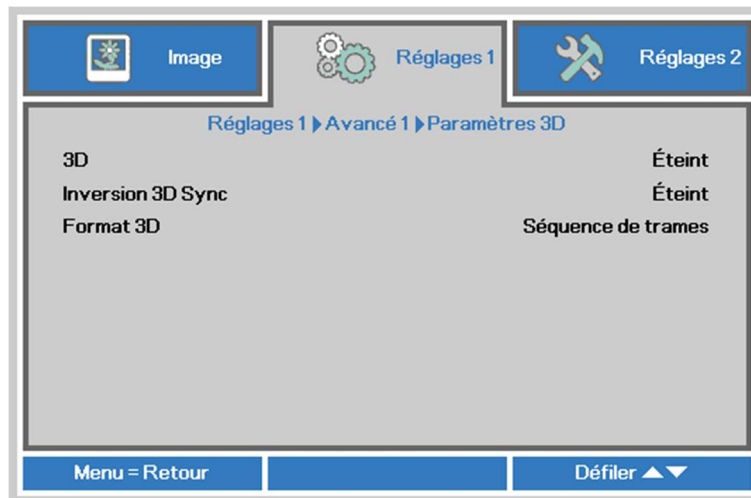 Image
Réglages 1
Réglages 2
Réglages 1 ▶ Avancé 1 ▶ Paramètres 3D
3D Éteint
Inversion 3D Sync Éteint
Format 3D Séquence de trames
Menu = Retour
Défiler ▲▼